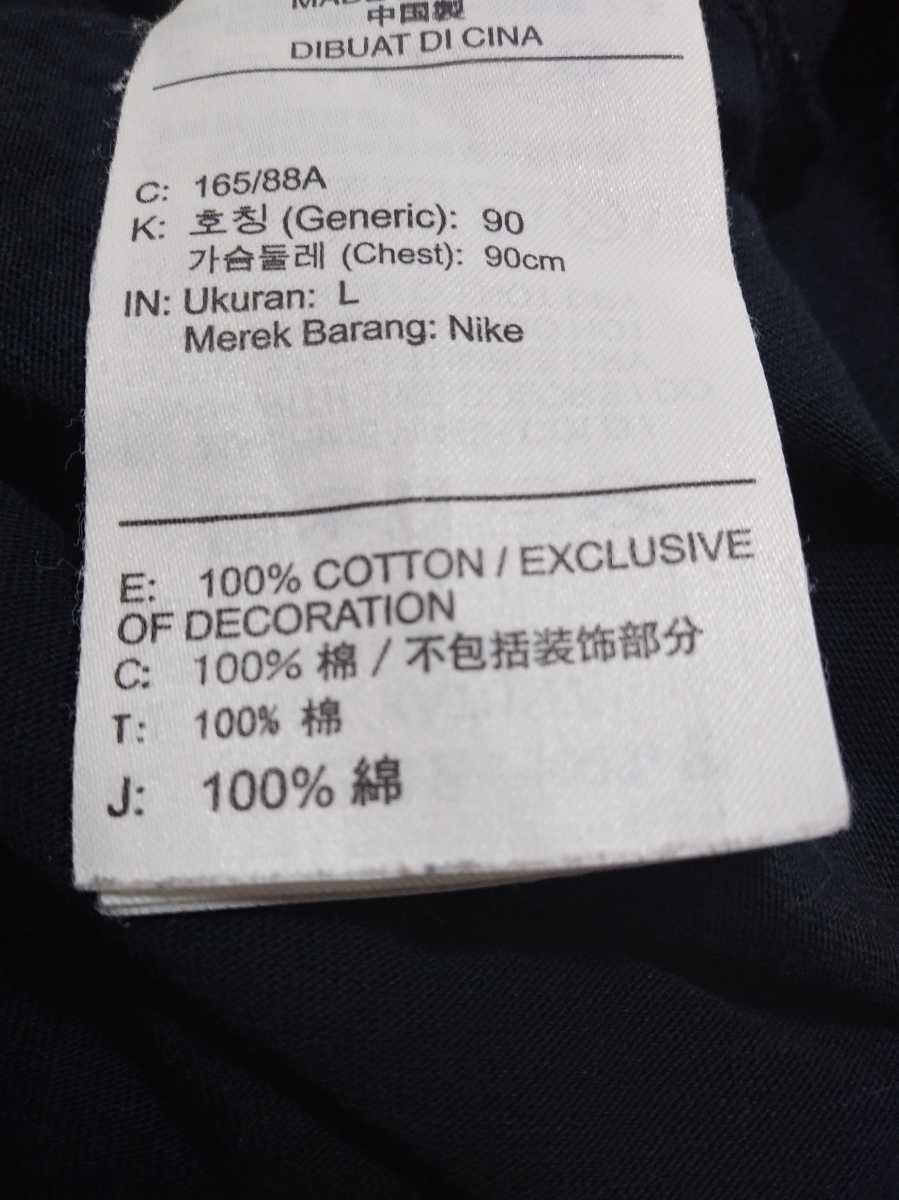 中国製
DIBUAT DI CINA
C: 165/88A
K: 호칭 (Generic): 90
가슴둘레 (Chest): 90cm
IN: Ukuran: L
Merek Barang: Nike
E: 100% COTTON / EXCLUSIVE
OF DECORATION
C: 100% 棉 / 不包括装饰部分
T: 100% 棉
J: 100% 綿